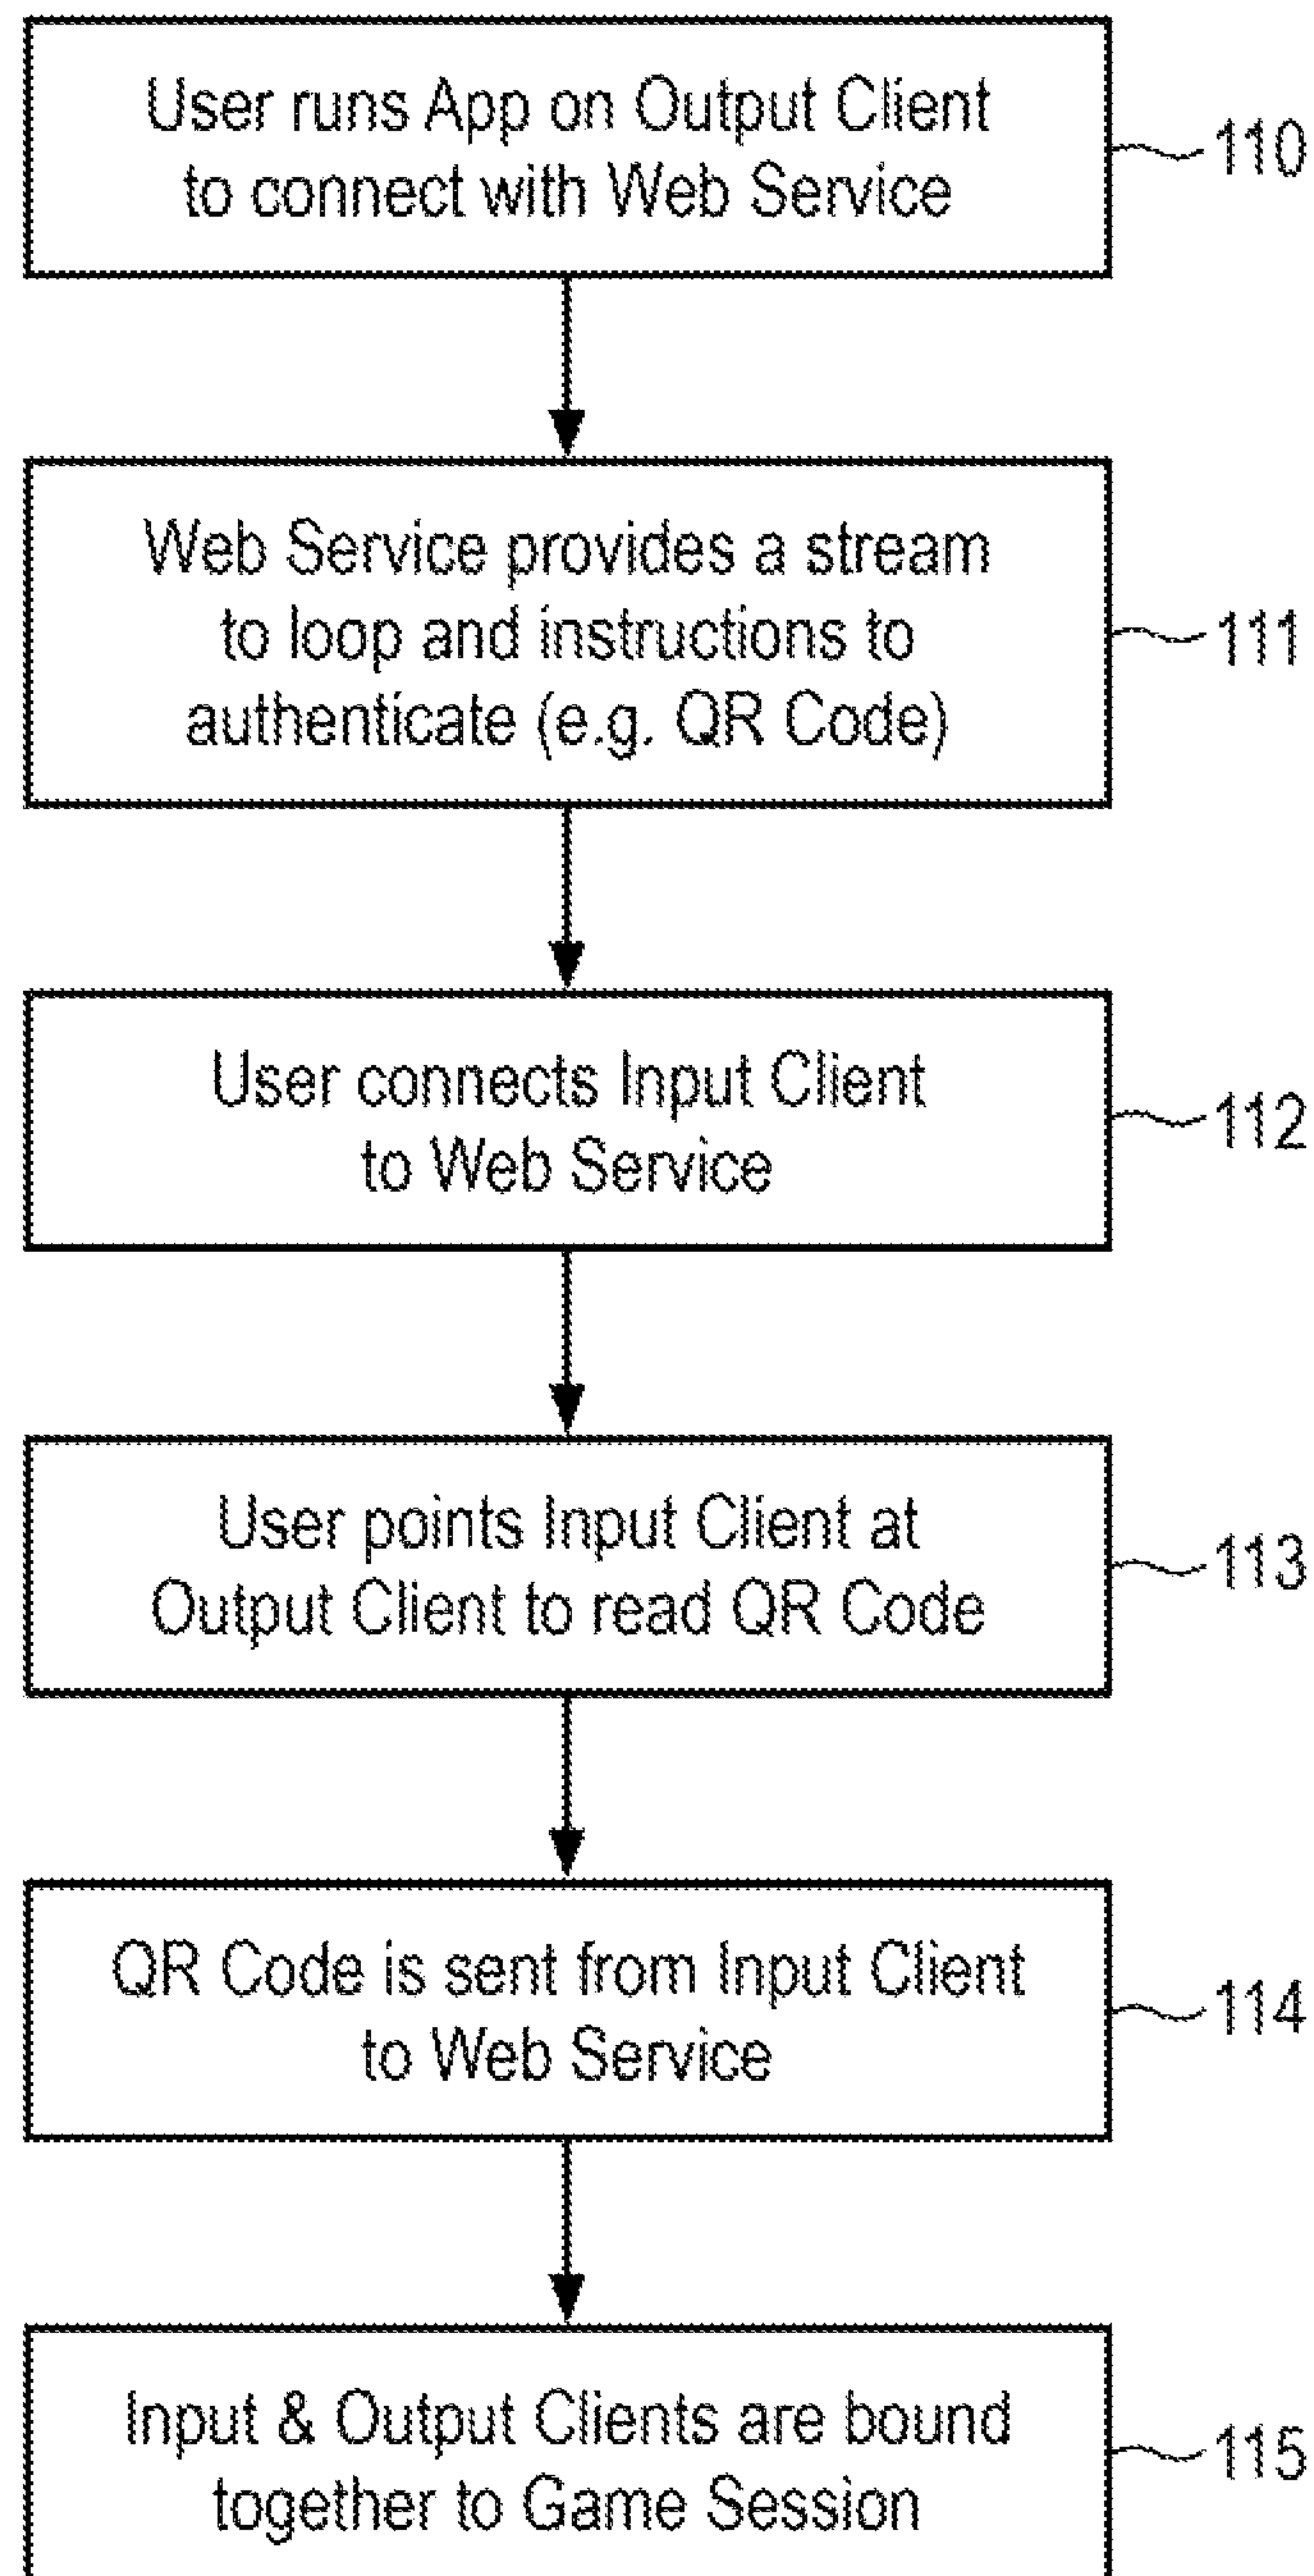 User runs App on Output Client
to connect with Web Service
110
Web Service provides a stream
to loop and instructions to
authenticate (e.g. QR Code)
111
User connects Input Client
to Web Service
112
User points Input Client at
Output Client to read QR Code
113
QR Code is sent from Input Client
to Web Service
114
Input & Output Clients are bound
together to Game Session
115